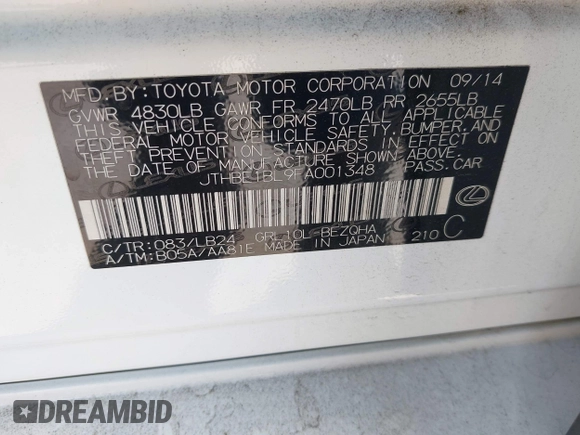 MFD.BY:TOYOTA MOTOR CORPORATION 09/14
GVWR 4830LB GAWR FR 2470LB RR 2655LB
THIS VEHICLE CONFORMS TO ALL APPLICABLE
FEDERAL MOTOR VEHICLE SAFETY,BUMPER,AND
THEFT PREVENTION STANDARDS IN EFFECT ON
THE DATE OF MANUFACTURE SHOWN ABOVE.
JTHBE1BL9FA001348 PASS.CAR
C/TR:083/LB24 GRL10L-BEZQHA
A/TM:B05A/AA81E MADE IN JAPAN 210 C
DREAMBID